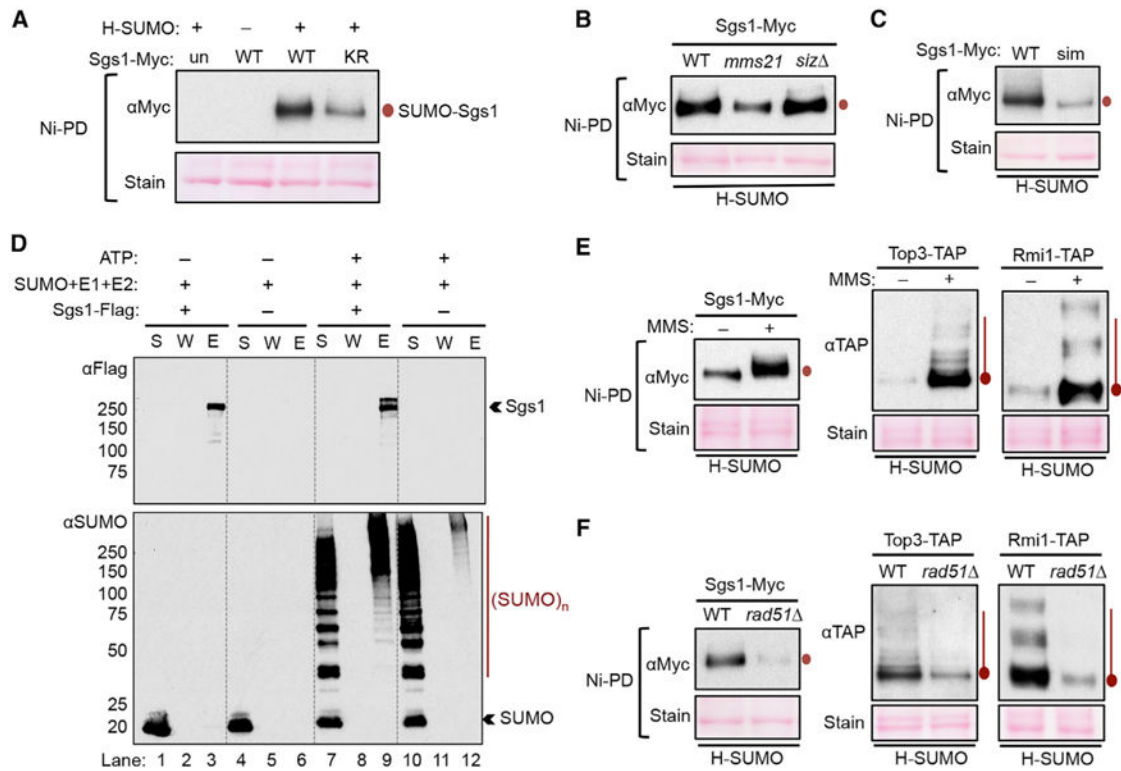 A
H-SUMO: + – + +
Sgs1-Myc: un WT WT KR
Ni-PD
αMyc
SUMO-Sgs1
Stain
B
Sgs1-Myc
WT mms21 sizΔ
Ni-PD
αMyc
Stain
H-SUMO
C
Sgs1-Myc: WT sim
Ni-PD
αMyc
Stain
H-SUMO
D
ATP: – – + +
SUMO+E1+E2: + + + +
Sgs1-Flag: + – + –
S W E S W E S W E S W E
αFlag
250
150
100
75
Sgs1
αSUMO
250
150
100
75
50
25
20
(SUMO)n
SUMO
Lane: 1 2 3 4 5 6 7 8 9 10 11 12
E
Sgs1-Myc
MMS: – +
Ni-PD
αMyc
Stain
H-SUMO
Top3-TAP
MMS: – +
αTAP
Stain
H-SUMO
Rmi1-TAP
– +
H-SUMO
F
Sgs1-Myc
WT rad51Δ
Ni-PD
αMyc
Stain
H-SUMO
Top3-TAP
WT rad51Δ
αTAP
Stain
H-SUMO
Rmi1-TAP
WT rad51Δ
H-SUMO